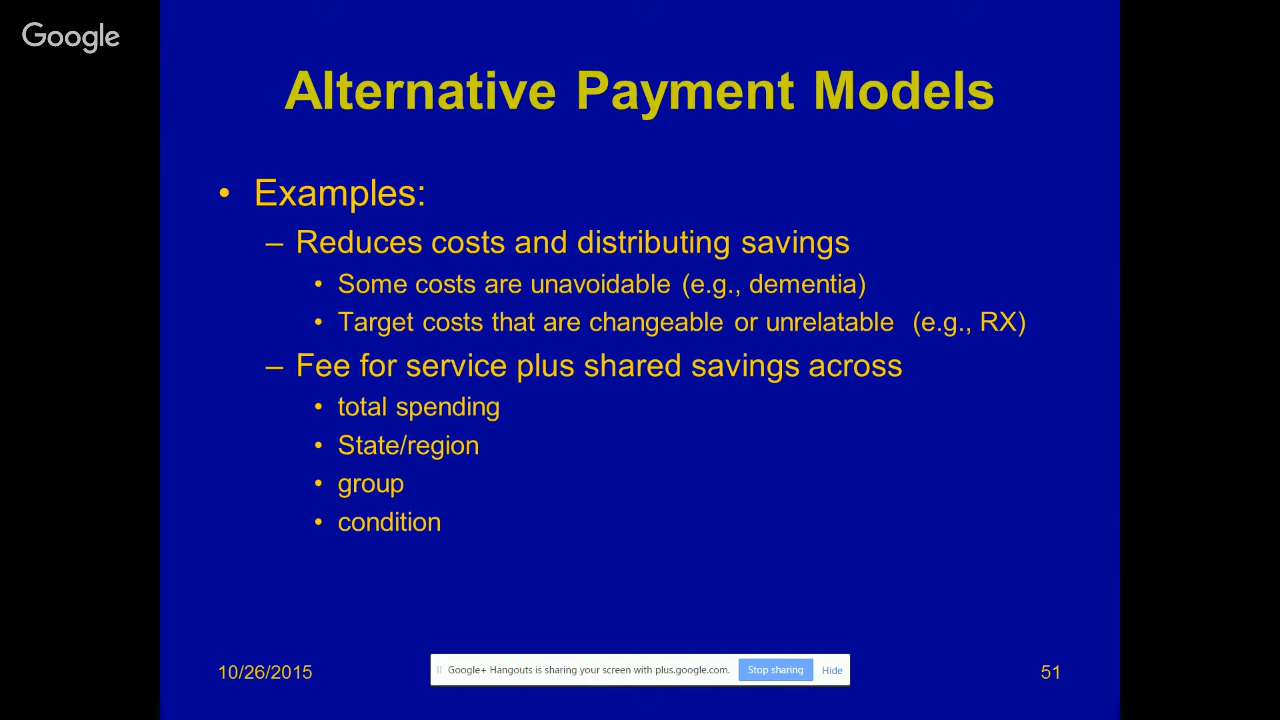 Google
Alternative Payment Models
• Examples:
– Reduces costs and distributing savings
• Some costs are unavoidable (e.g., dementia)
• Target costs that are changeable or unrelatable (e.g., RX)
– Fee for service plus shared savings across
• total spending
• State/region
• group
• condition
10/26/2015
Google+ Hangouts is sharing your screen with plus.google.com. Stop sharing Hide
51